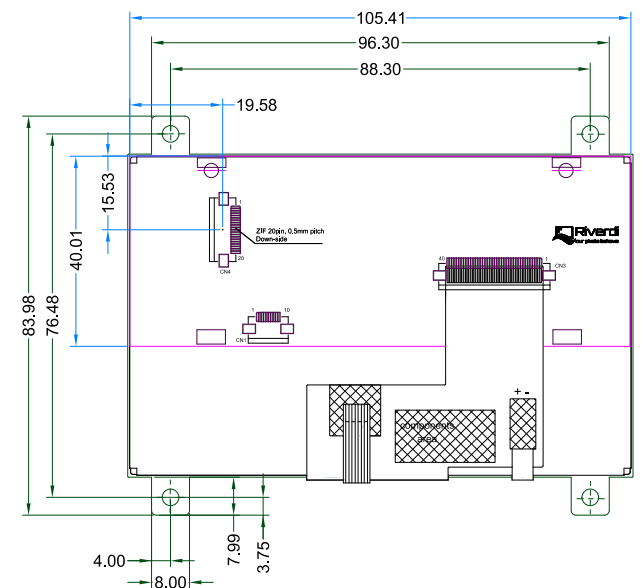 105.41
96.30
88.30
19.58
15.53
40.01
83.98
76.48
1
ZIF 20pin, 0.5mm pitch
Down-side
20
CN4
Riverdi
40
1
CN3
1
10
CN1
+ -
components
area
4.00
8.00
7.99
3.75